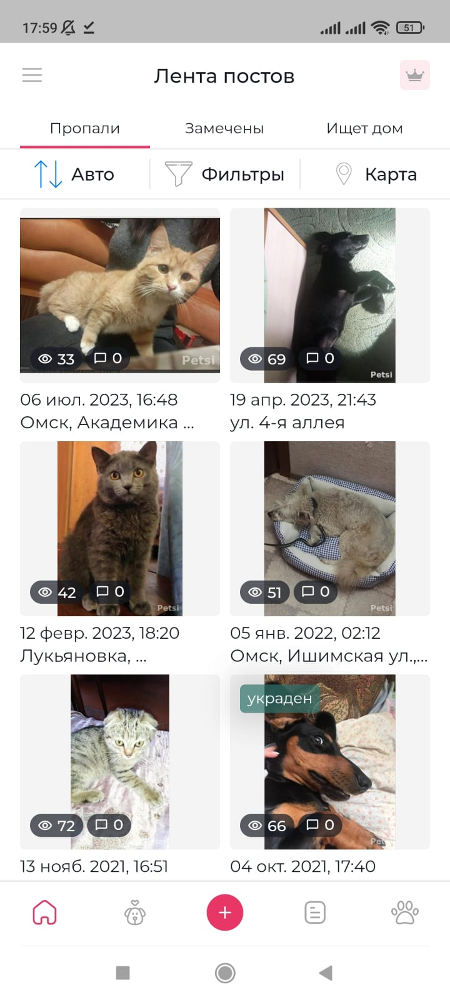 17:59 51
Лента постов
Пропали Замечены Ищет дом
Авто Фильтры Карта
33 0 Petsi
69 0 Petsi
06 июл. 2023, 16:48
Омск, Академика ...
19 апр. 2023, 21:43
ул. 4-я аллея
42 0 Petsi
51 0 Petsi
12 февр. 2023, 18:20
Лукьяновка, ...
05 янв. 2022, 02:12
Омск, Ишимская ул.,...
72 0
украден
66 0
13 нояб. 2021, 16:51
04 окт. 2021, 17:40